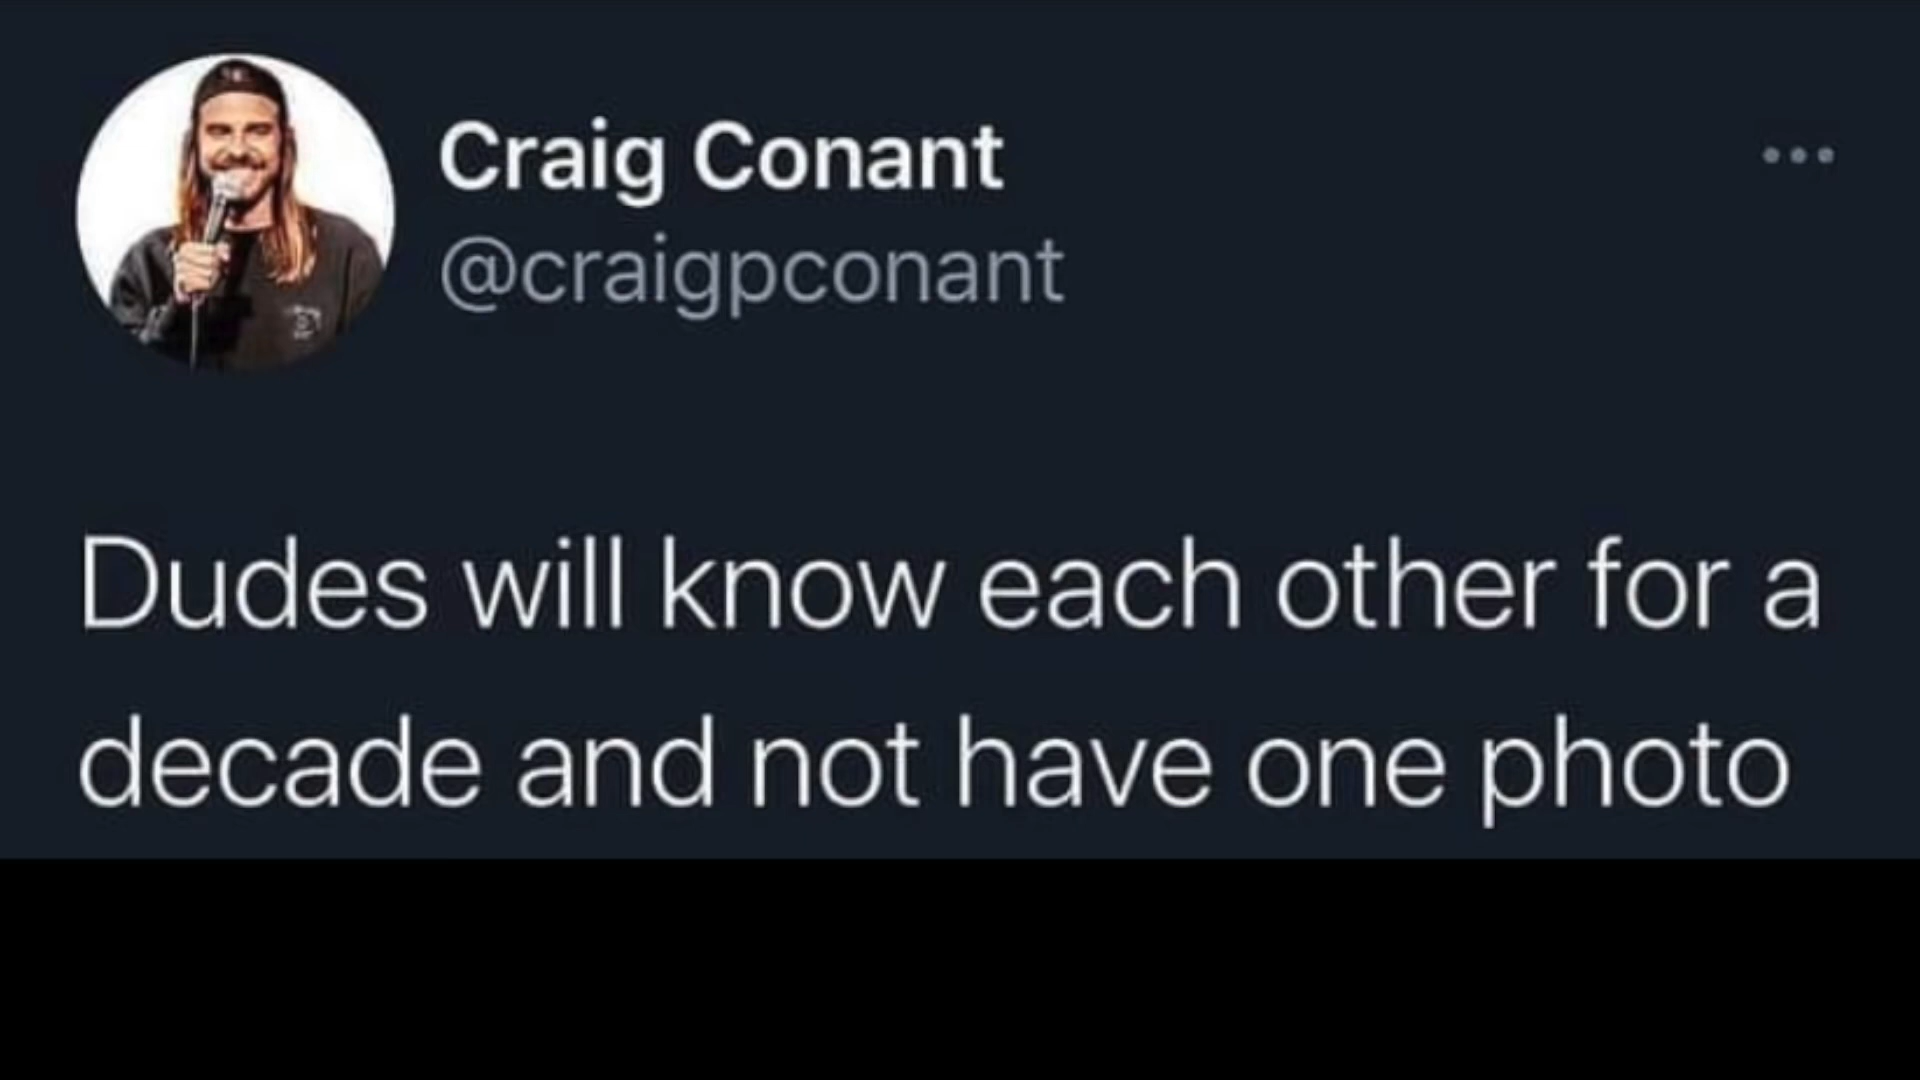 Craig Conant
@craigpconant
Dudes will know each other for a
decade and not have one photo